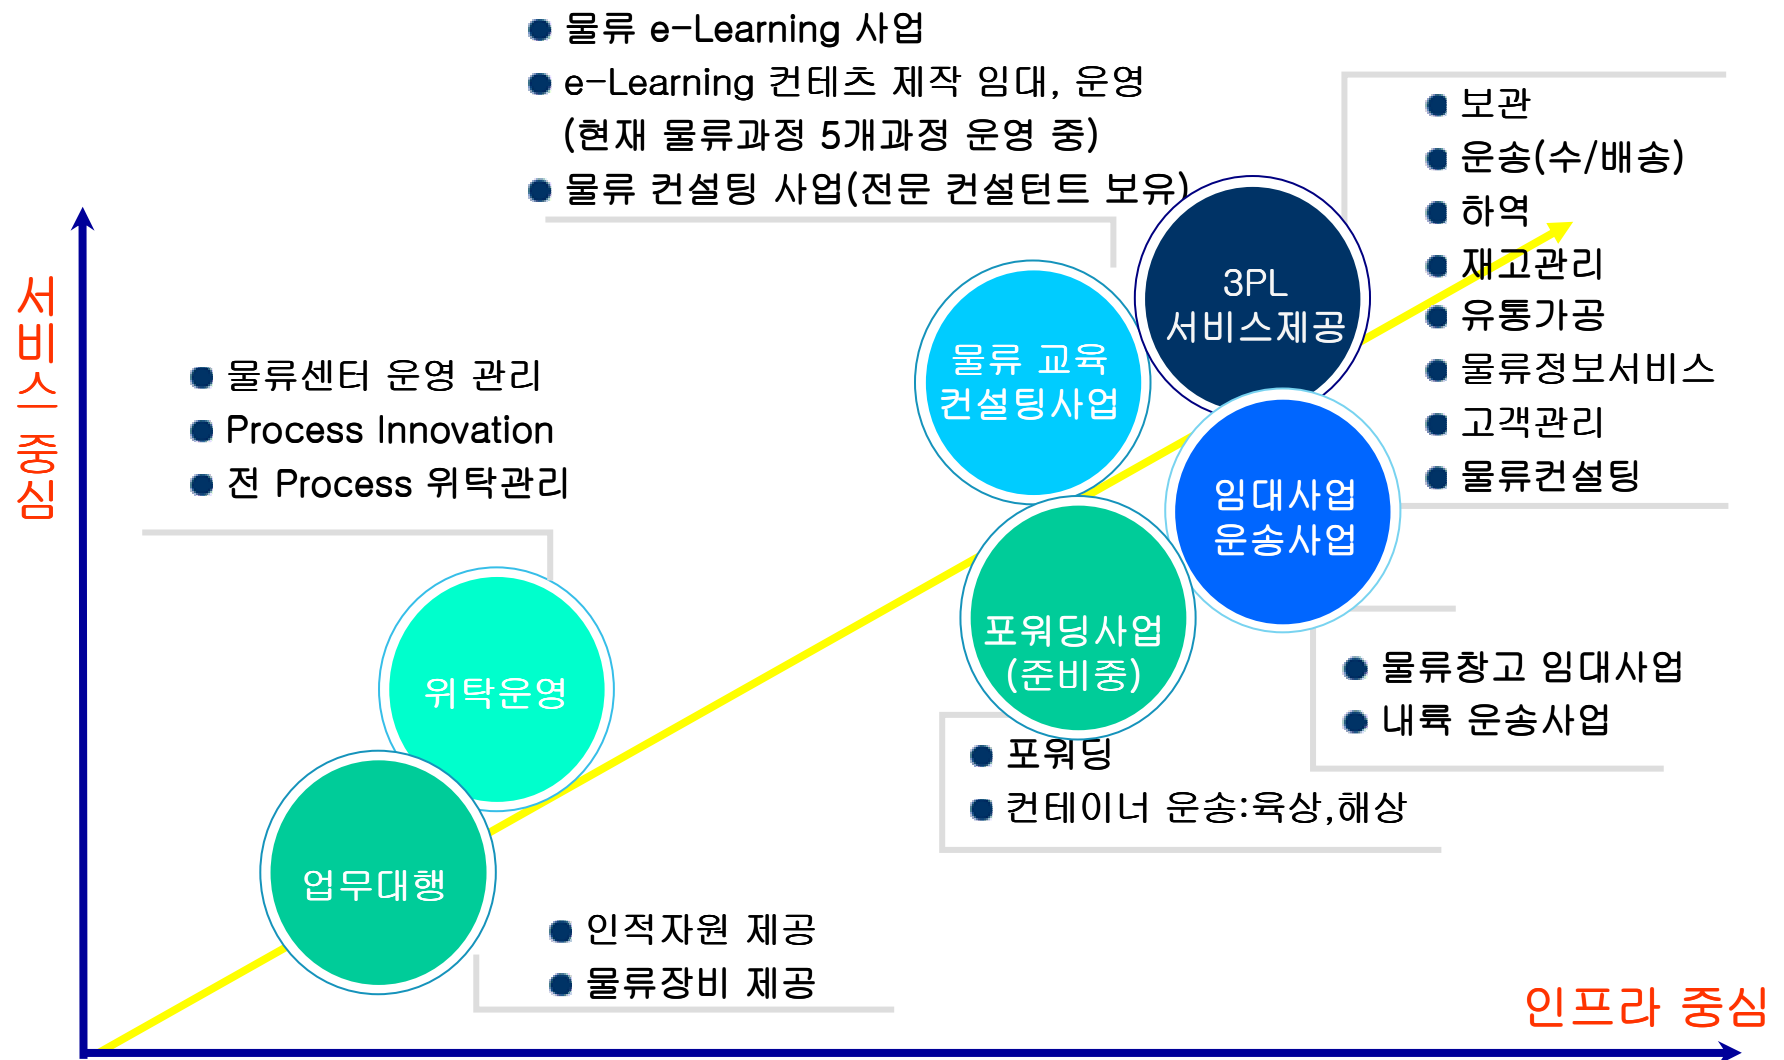 물류 e-Learning 사업
e-Learning 컨테츠 제작 임대, 운영
(현재 물류과정 5개과정 운영 중)
물류 컨설팅 사업(전문 컨설턴트 보유)
보관
운송(수/배송)
하역
재고관리
유통가공
물류정보서비스
고객관리
물류컨설팅
3PL
서비스제공
물류 교육
컨설팅사업
서비스 중심
물류센터 운영 관리
Process Innovation
전 Process 위탁관리
임대사업
운송사업
포워딩사업
(준비중)
위탁운영
물류창고 임대사업
내륙 운송사업
포워딩
컨테이너 운송:육상,해상
업무대행
인적자원 제공
물류장비 제공
인프라 중심